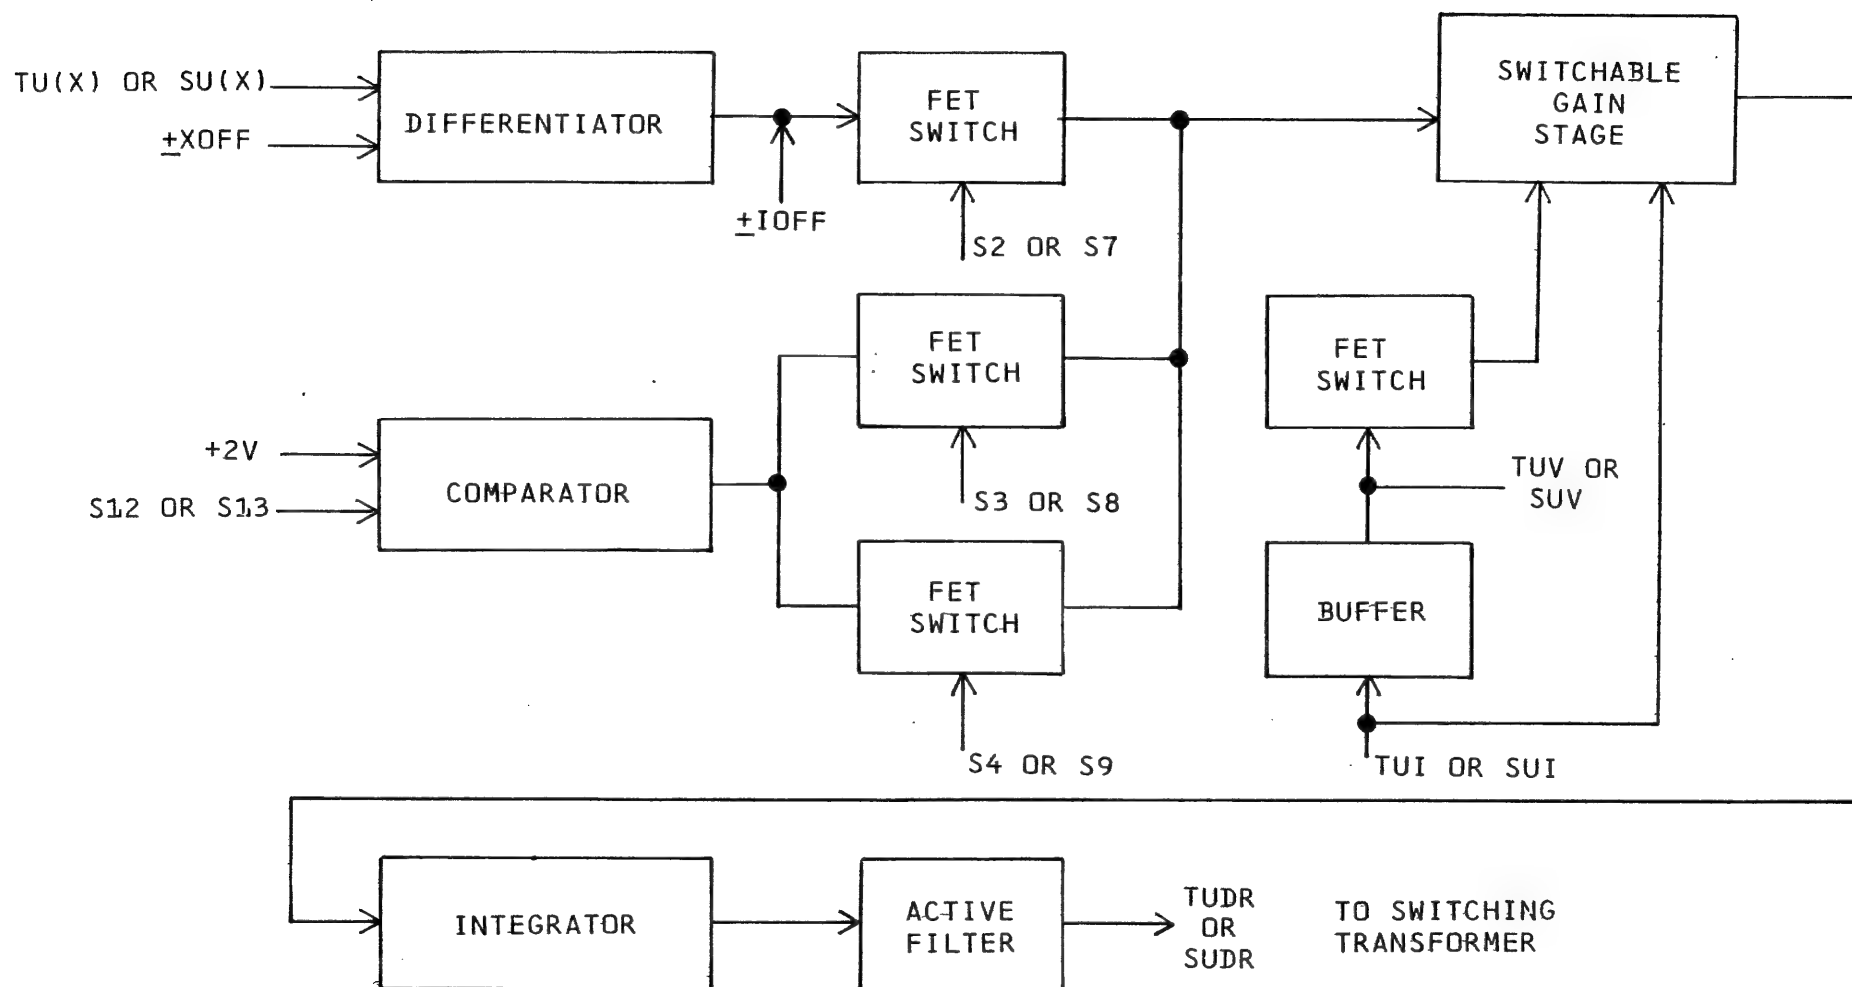 TU(X) OR SU(X)
±XOFF
DIFFERENTIATOR
±IOFF
FET
SWITCH
S2 OR S7
SWITCHABLE
GAIN
STAGE
+2V
S12 OR S13
COMPARATOR
FET
SWITCH
S3 OR S8
FET
SWITCH
S4 OR S9
FET
SWITCH
TUV OR
SUV
BUFFER
TUI OR SUI
INTEGRATOR
ACTIVE
FILTER
TUDR
OR
SUDR
TO SWITCHING
TRANSFORMER